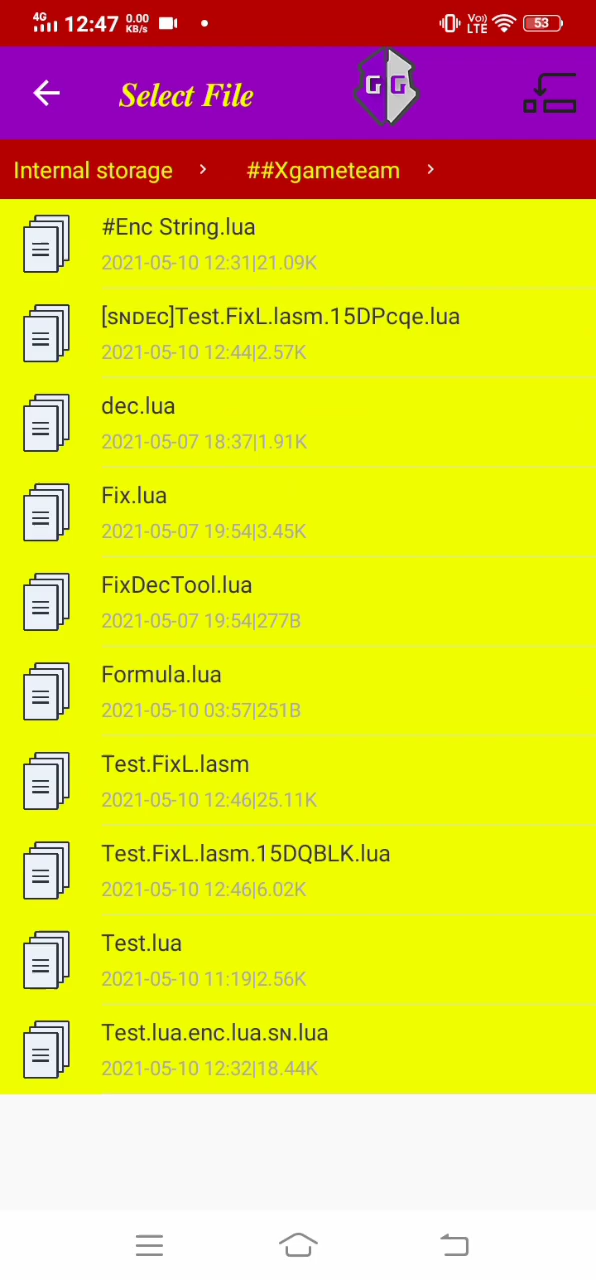 4G 12:47 0.00 KB/s Vo)) LTE 53
Select File
G G
Internal storage > ##Xgameteam >
#Enc String.lua
2021-05-10 12:31|21.09K
[sɴᴅᴇᴄ]Test.FixL.lasm.15DPcqe.lua
2021-05-10 12:44|2.57K
dec.lua
2021-05-07 18:37|1.91K
Fix.lua
2021-05-07 19:54|3.45K
FixDecTool.lua
2021-05-07 19:54|277B
Formula.lua
2021-05-10 03:57|251B
Test.FixL.lasm
2021-05-10 12:46|25.11K
Test.FixL.lasm.15DQBLK.lua
2021-05-10 12:46|6.02K
Test.lua
2021-05-10 11:19|2.56K
Test.lua.enc.lua.sɴ.lua
2021-05-10 12:32|18.44K